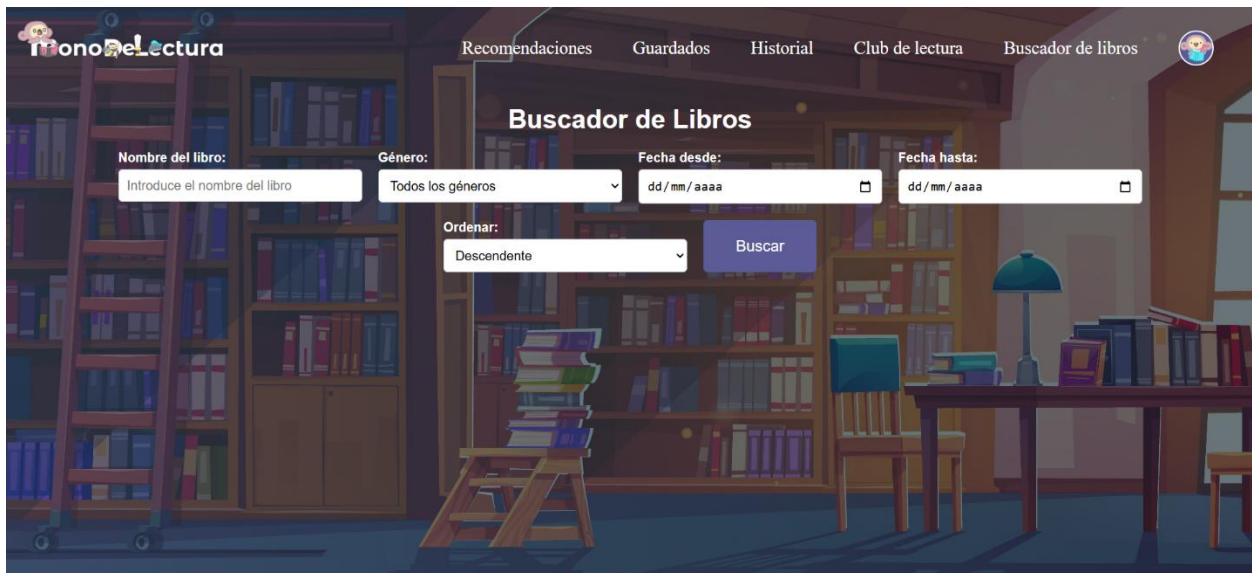 MonoDeLectura
Recomendaciones Guardados Historial Club de lectura Buscador de libros
Buscador de Libros
Nombre del libro: Género: Fecha desde: Fecha hasta:
Introduce el nombre del libro Todos los géneros dd/mm/aaaa dd/mm/aaaa
Ordenar:
Descendente Buscar